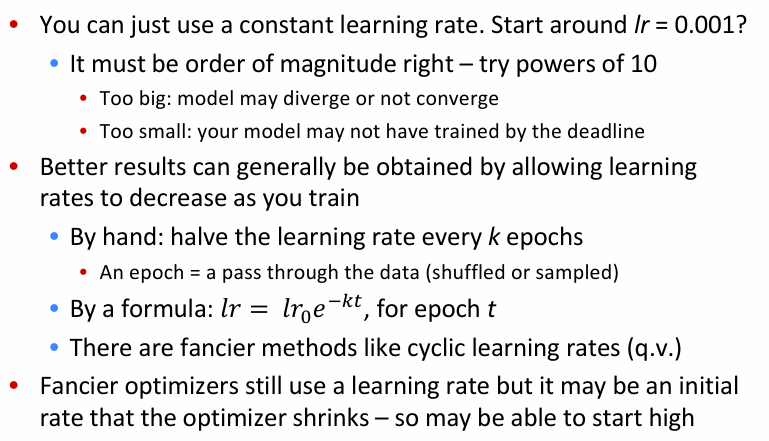 • You can just use a constant learning rate. Start around lr = 0.001?
• It must be order of magnitude right – try powers of 10
• Too big: model may diverge or not converge
• Too small: your model may not have trained by the deadline
• Better results can generally be obtained by allowing learning
rates to decrease as you train
• By hand: halve the learning rate every k epochs
• An epoch = a pass through the data (shuffled or sampled)
• By a formula: lr = lr₀e^{-kt}, for epoch t
• There are fancier methods like cyclic learning rates (q.v.)
• Fancier optimizers still use a learning rate but it may be an initial
rate that the optimizer shrinks – so may be able to start high